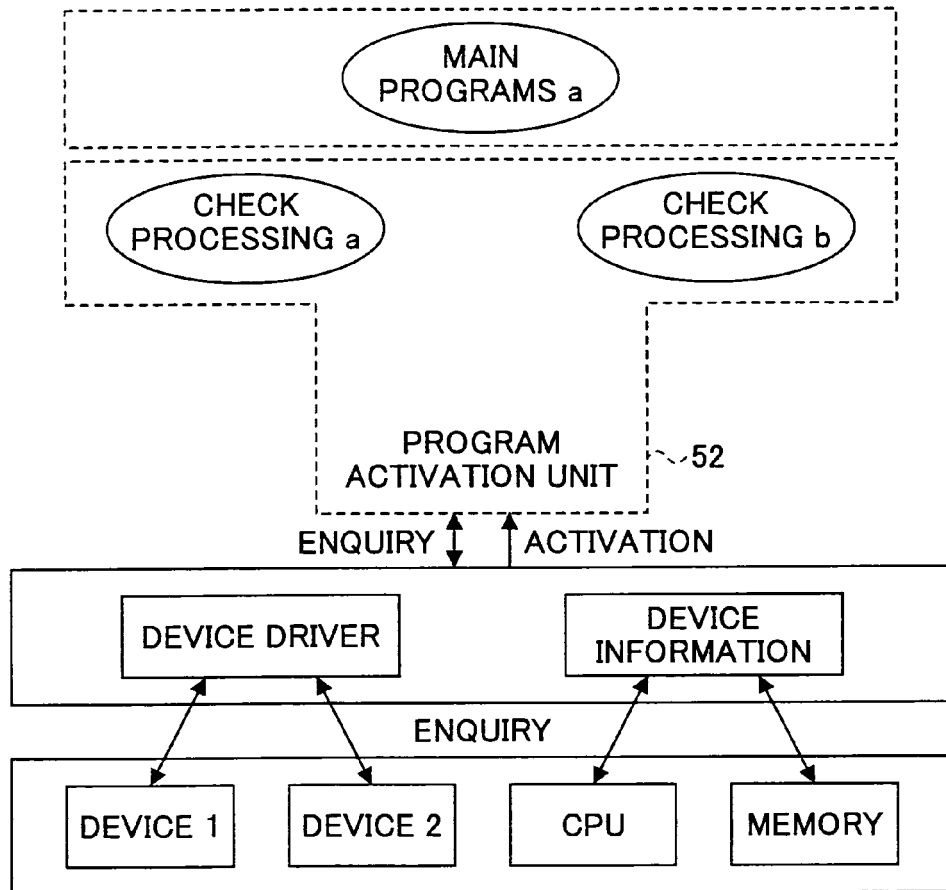 MAIN
PROGRAMS a
CHECK
PROCESSING a
CHECK
PROCESSING b
PROGRAM
ACTIVATION UNIT
52
ENQUIRY
ACTIVATION
DEVICE DRIVER
DEVICE
INFORMATION
ENQUIRY
DEVICE 1
DEVICE 2
CPU
MEMORY